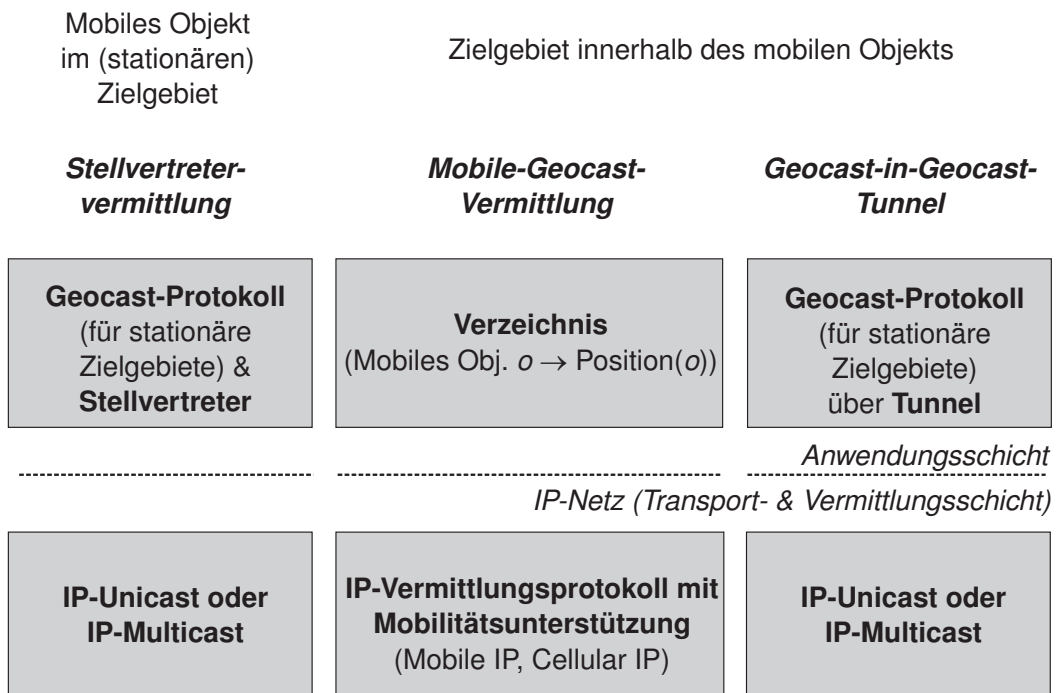 Mobiles Objekt
im (stationären)
Zielgebiet
Zielgebiet innerhalb des mobilen Objekts
Stellvertreter-
vermittlung
Mobile-Geocast-
Vermittlung
Geocast-in-Geocast-
Tunnel
Geocast-Protokoll
(für stationäre
Zielgebiete) &
Stellvertreter
Verzeichnis
(Mobiles Obj. o → Position(o))
Geocast-Protokoll
(für stationäre
Zielgebiete)
über Tunnel
Anwendungsschicht
IP-Netz (Transport- & Vermittlungsschicht)
IP-Unicast oder
IP-Multicast
IP-Vermittlungsprotokoll mit
Mobilitätsunterstützung
(Mobile IP, Cellular IP)
IP-Unicast oder
IP-Multicast